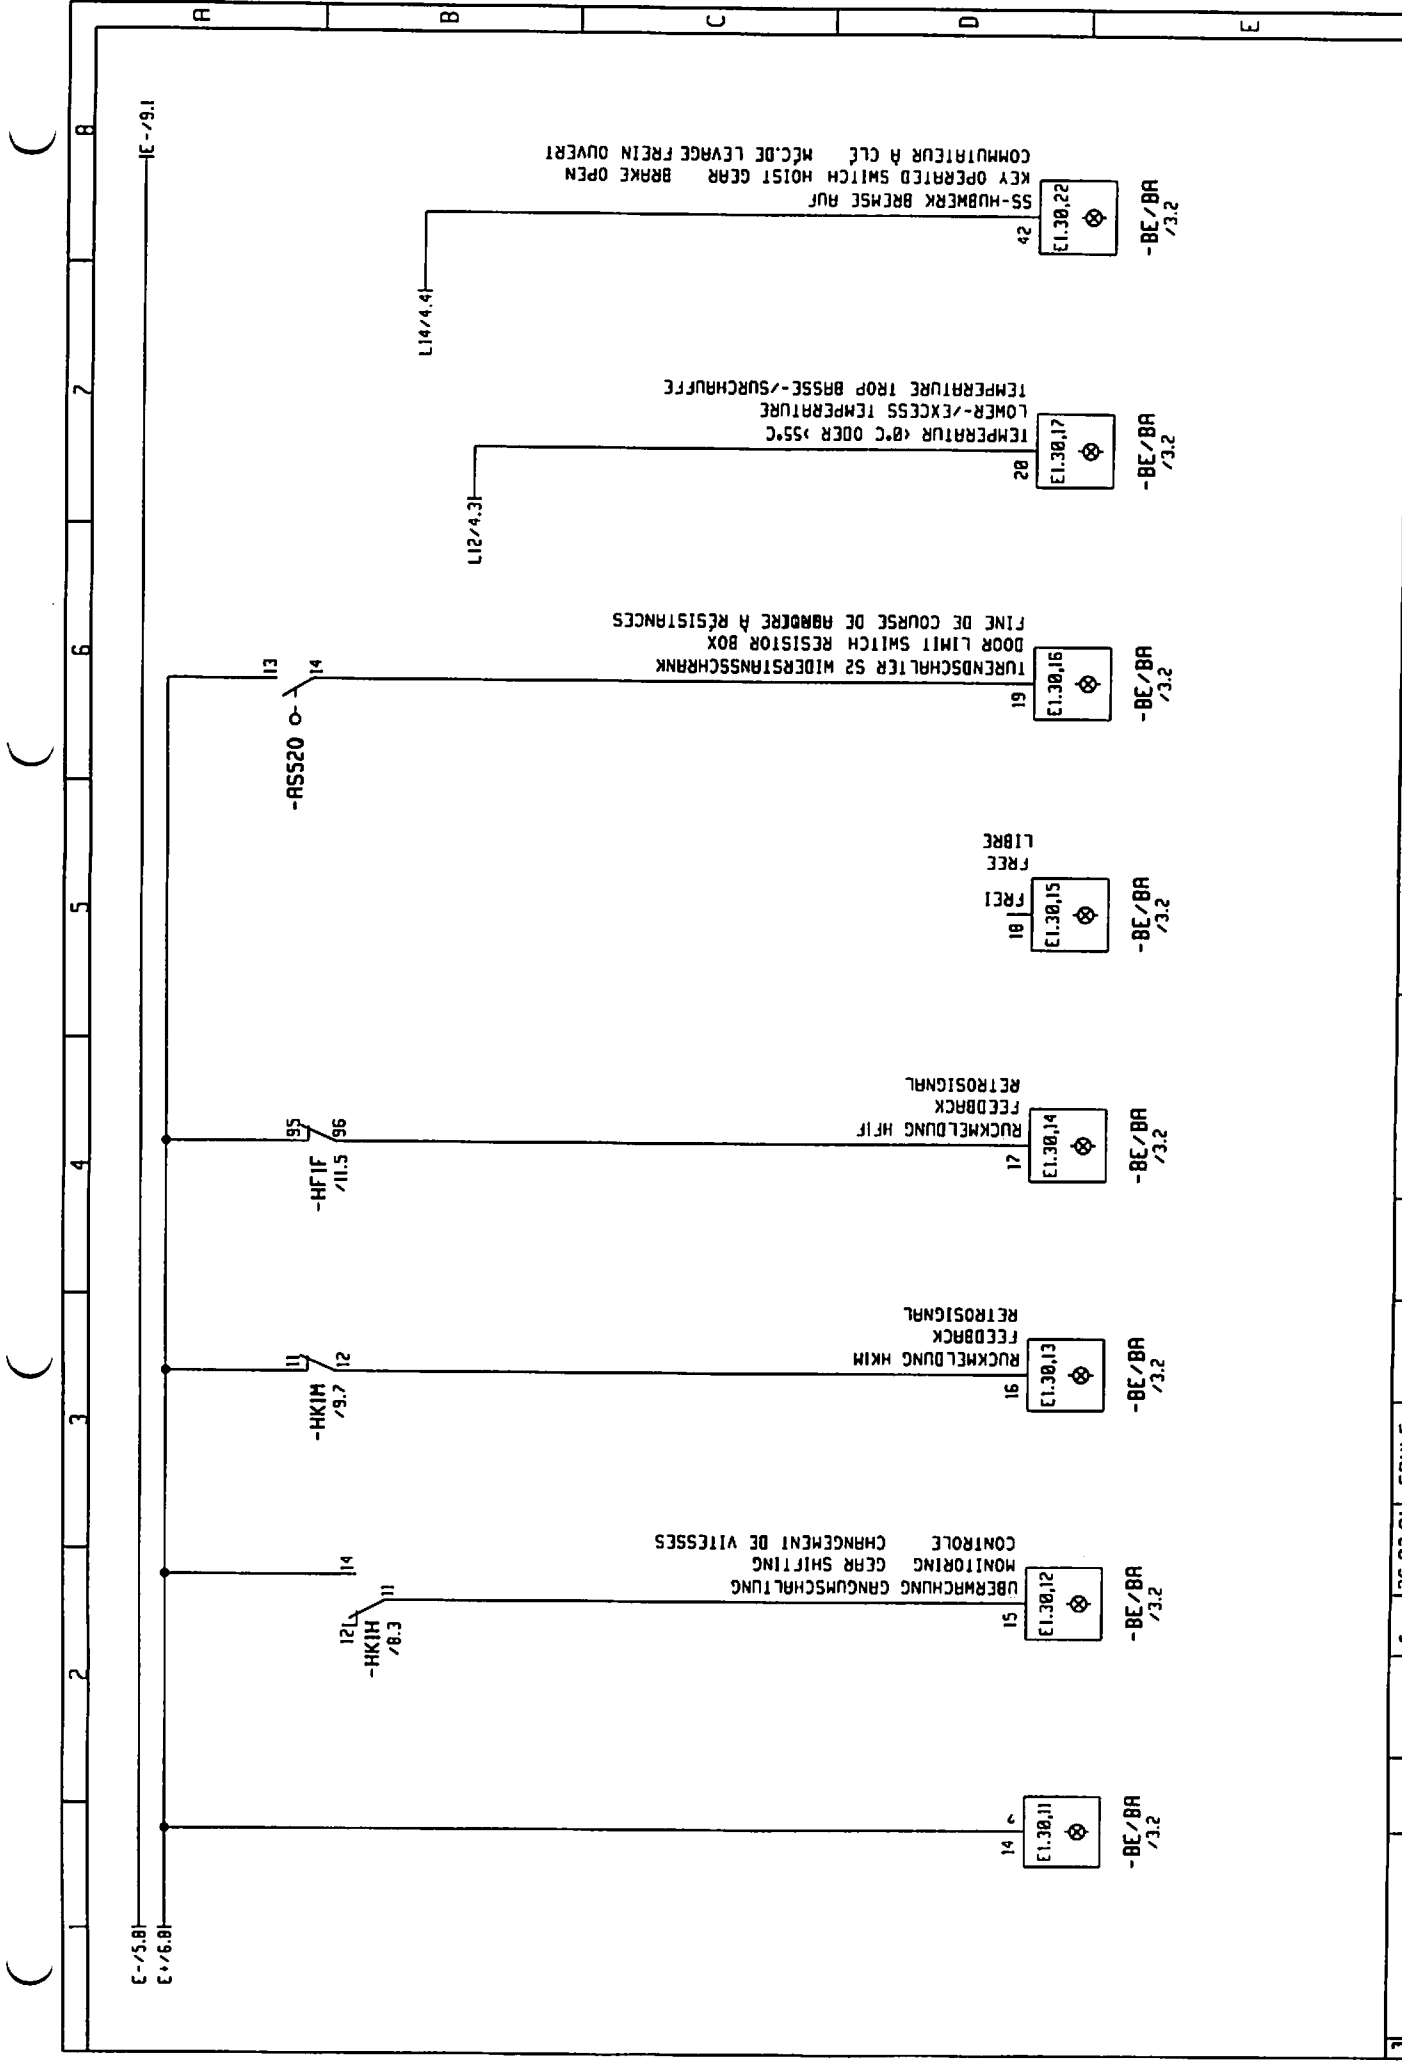 1 2 3 4 5 6 7 8
A
B
C
D
E
E-/5.8
E+/6.8
E-/9.1
14
E1.30,11
-BE/BA
/3.2
12
14
11
-HK1H
/8.3
UBERWACHUNG GANGUMSCHALTUNG
MONITORING GEAR SHIFTING
CONTROLE CHANGEMENT DE VITESSES
15
E1.30,12
-BE/BA
/3.2
11
12
-HK1M
/9.7
RUCKMELDUNG HK1M
FEEDBACK
RETROSIGNAL
16
E1.30,13
-BE/BA
/3.2
95
96
-HF1F
/11.5
RUCKMELDUNG HF1F
FEEDBACK
RETROSIGNAL
17
E1.30,14
-BE/BA
/3.2
FREI
FREE
LIBRE
18
E1.30,15
-BE/BA
/3.2
13
14
-AS520
TURENDSCHALTER S2 WIDERSTANSSCHRANK
DOOR LIMIT SWITCH RESISTOR BOX
FINE DE COURSE DE À RÉSISTANCES
19
E1.30,16
-BE/BA
/3.2
L12/4.3
TEMPERATUR <0°C ODER >55°C
LOWER-/EXCESS TEMPERATURE
TEMPERATURE TROP BASSE-/SURCHAUFFE
20
E1.30,17
-BE/BA
/3.2
L14/4.4
SS-HUBWERK BREMSE AUF
KEY OPERATED SWITCH HOIST GEAR BRAKE OPEN
COMMUTATEUR À CLÉ MÉC.DE LEVAGE FREIN OUVERT
42
E1.30,22
-BE/BA
/3.2